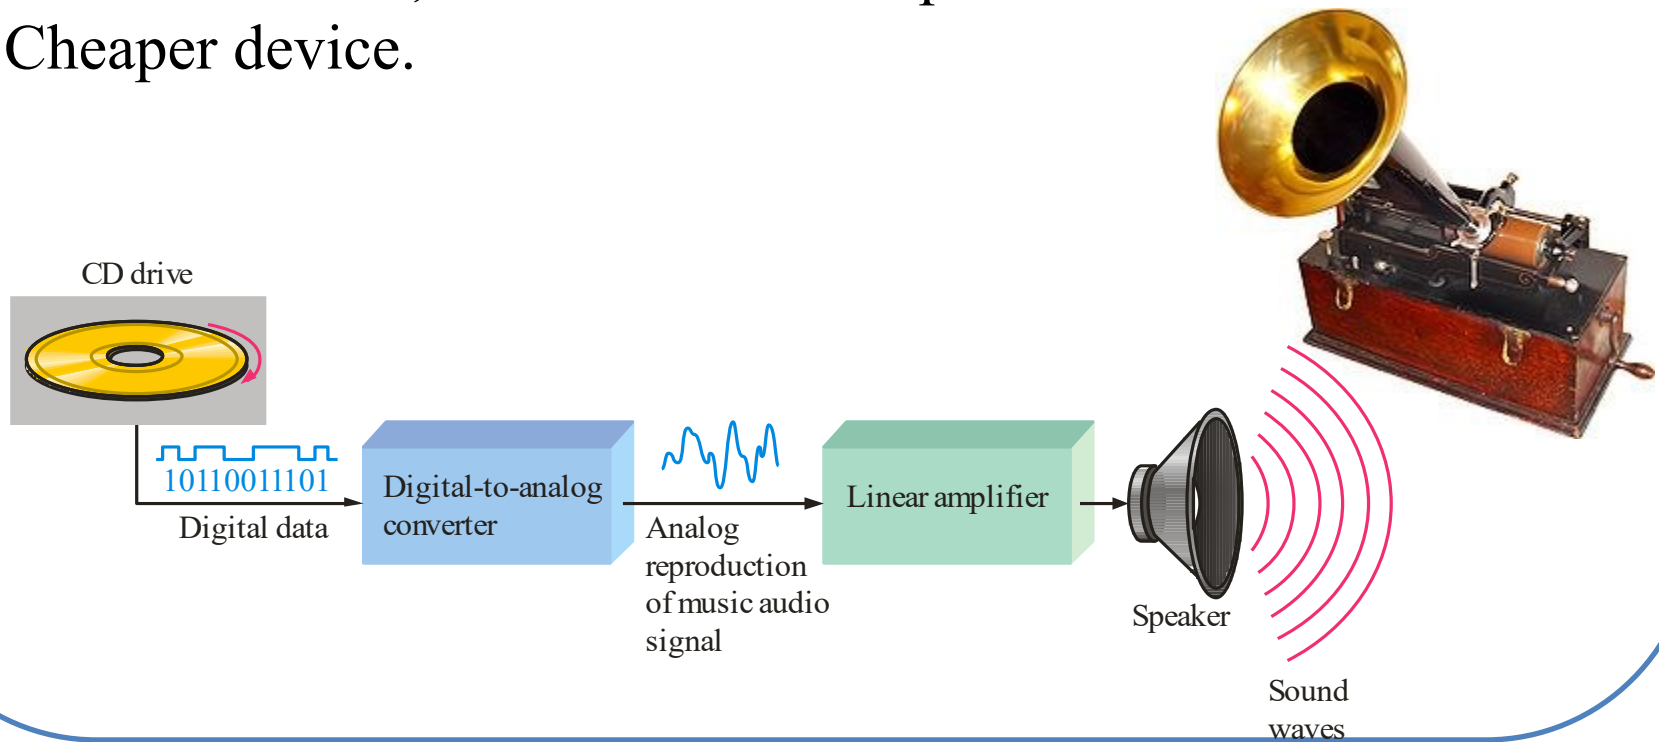 Cheaper device.
CD drive
10110011101
Digital data
Digital-to-analog
converter
Analog
reproduction
of music audio
signal
Linear amplifier
Speaker
Sound
waves